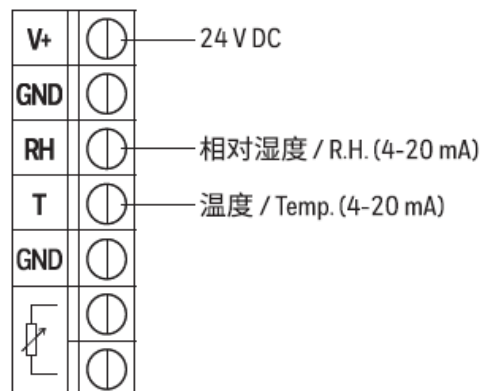 V+ 24 V DC
GND
RH 相对湿度 / R.H. (4-20 mA)
T 温度 / Temp. (4-20 mA)
GND